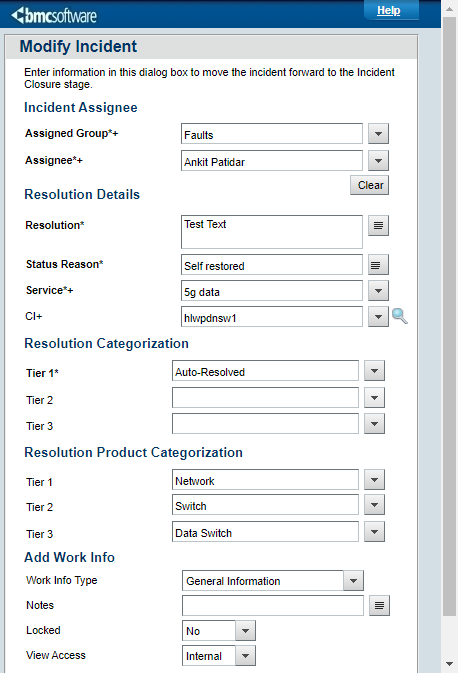 bmcsoftware
Help
Modify Incident
Enter information in this dialog box to move the incident forward to the Incident
Closure stage.
Incident Assignee
Assigned Group*+ Faults
Assignee*+ Ankit Patidar
Clear
Resolution Details
Resolution* Test Text
Status Reason* Self restored
Service*+ 5g data
CI+ hlwpdnsw1
Resolution Categorization
Tier 1* Auto-Resolved
Tier 2
Tier 3
Resolution Product Categorization
Tier 1 Network
Tier 2 Switch
Tier 3 Data Switch
Add Work Info
Work Info Type General Information
Notes
Locked No
View Access Internal